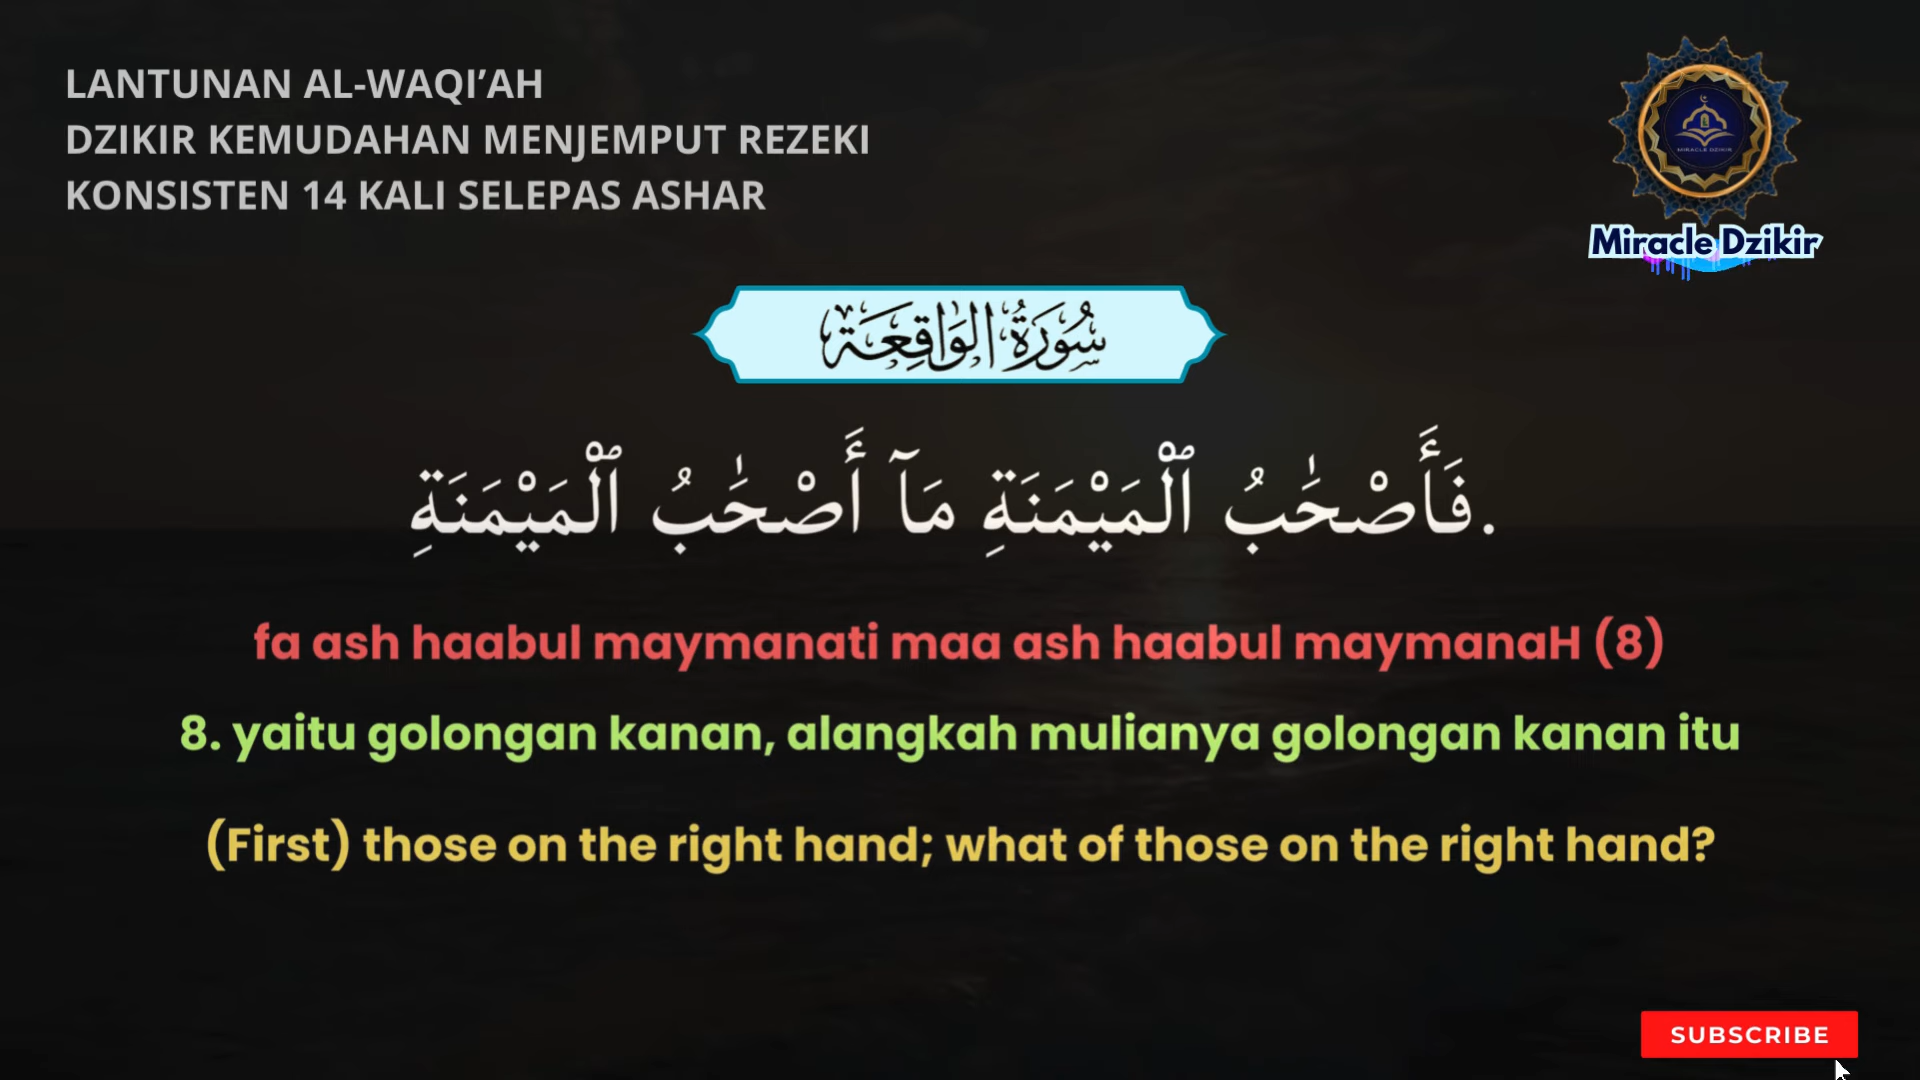 LANTUNAN AL-WAQI’AH
DZIKIR KEMUDAHAN MENJEMPUT REZEKI
KONSISTEN 14 KALI SELEPAS ASHAR
MIRACLE DZIKIR
Miracle Dzikir
سُورَةُ الوَاقِعَة
فَأَصْحَٰبُ ٱلْمَيْمَنَةِ مَآ أَصْحَٰبُ ٱلْمَيْمَنَةِ.
fa ash haabul maymanati maa ash haabul maymanaH (8)
8. yaitu golongan kanan, alangkah mulianya golongan kanan itu
(First) those on the right hand; what of those on the right hand?
SUBSCRIBE